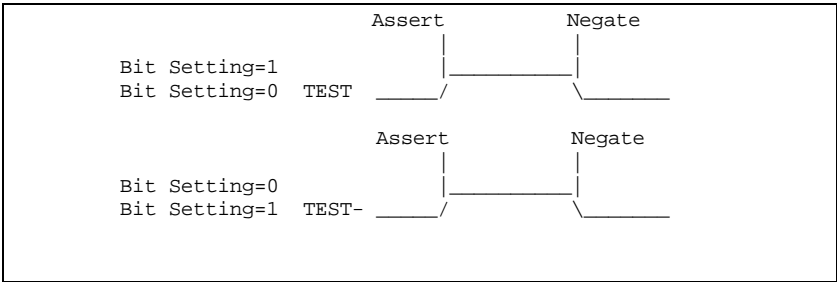 Assert Negate
Bit Setting=1
Bit Setting=0 TEST
Assert Negate
Bit Setting=0
Bit Setting=1 TEST-